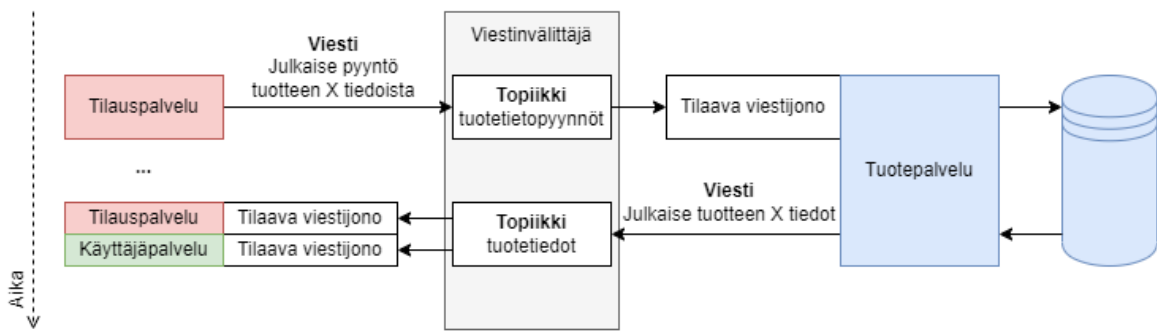 Viestinvälittäjä
Viesti
Julkaise pyyntö
tuotteen X tiedoista
Tilauspalvelu
Topiikki
tuotetietopyynnöt
Tilaava viestijono
Tuotepalvelu
...
Viesti
Julkaise tuotteen X tiedot
Tilauspalvelu
Tilaava viestijono
Topiikki
tuotetiedot
Käyttäjäpalvelu
Tilaava viestijono
Aika